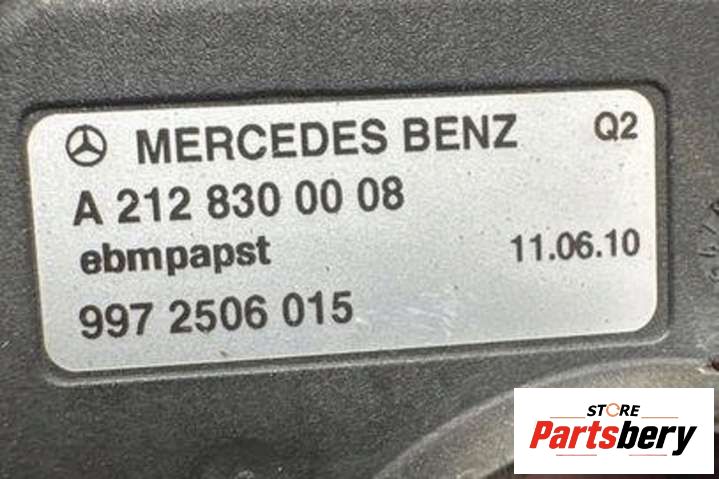 MERCEDES BENZ Q2
A 212 830 00 08
ebmpapst 11.06.10
997 2506 015
STORE
Partsbery